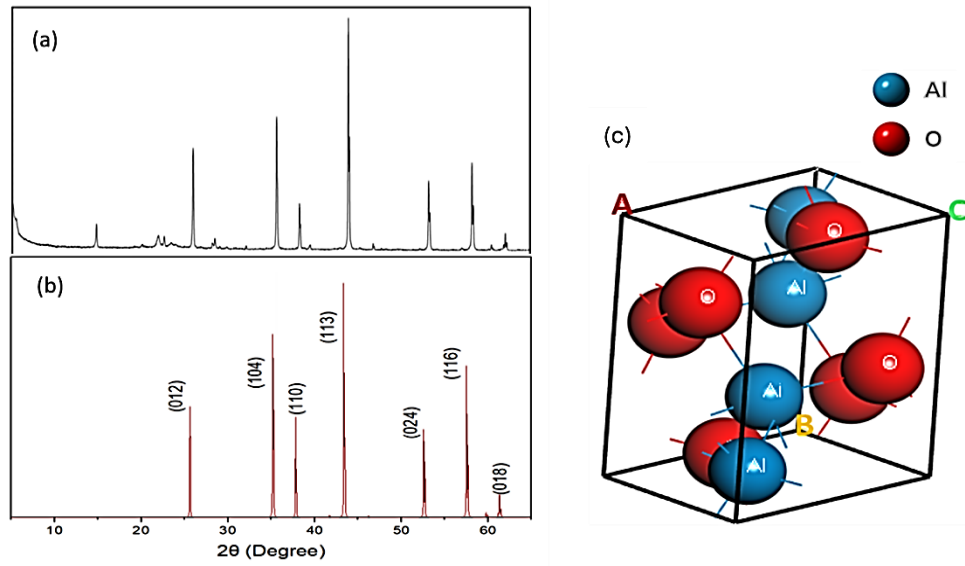 (a)
(b)
(012)
(104)
(110)
(113)
(024)
(116)
(018)
10
20
30
40
50
60
2θ (Degree)
(c)
Al
O
A
C
B
O
O
Al
O
Al
Al